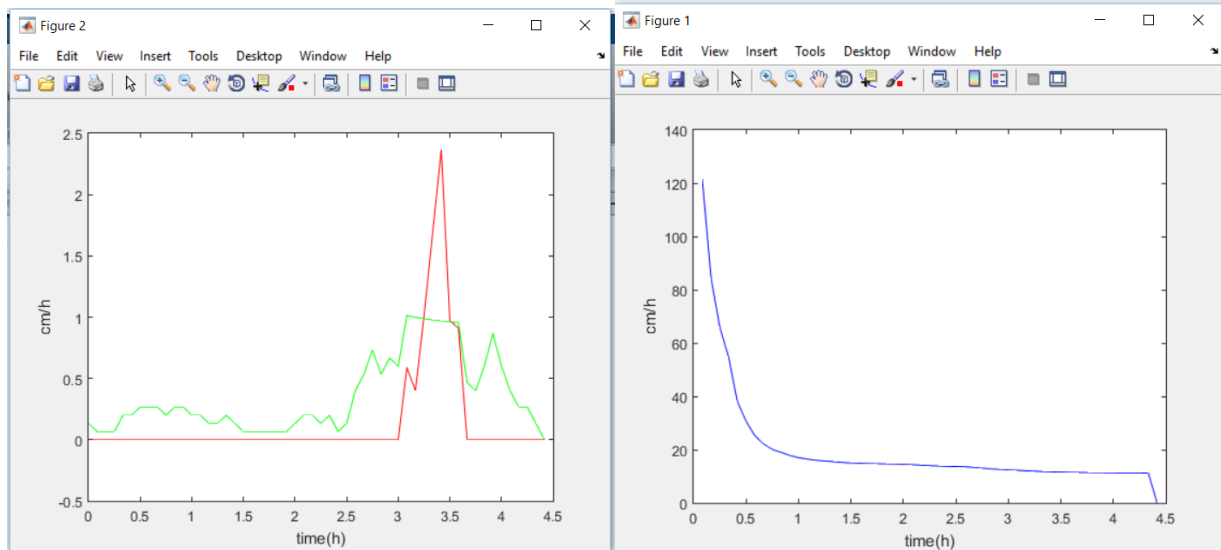 Figure 2
File Edit View Insert Tools Desktop Window Help
2.5
2
1.5
1
0.5
0
-0.5
cm/h
0 0.5 1 1.5 2 2.5 3 3.5 4 4.5
time(h)
Figure 1
File Edit View Insert Tools Desktop Window Help
140
120
100
80
60
40
20
0
cm/h
0 0.5 1 1.5 2 2.5 3 3.5 4 4.5
time(h)